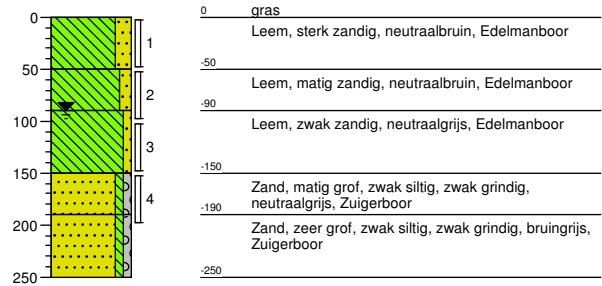 0
50
100
150
200
250
1
2
3
4
0 gras
Leem, sterk zandig, neutraalbruin, Edelmanboor
-50
Leem, matig zandig, neutraalbruin, Edelmanboor
-90
Leem, zwak zandig, neutraalgrijs, Edelmanboor
-150
Zand, matig grof, zwak siltig, zwak grindig,
neutraalgrijs, Zuigerboor
-190
Zand, zeer grof, zwak siltig, zwak grindig, bruingrijs,
Zuigerboor
-250